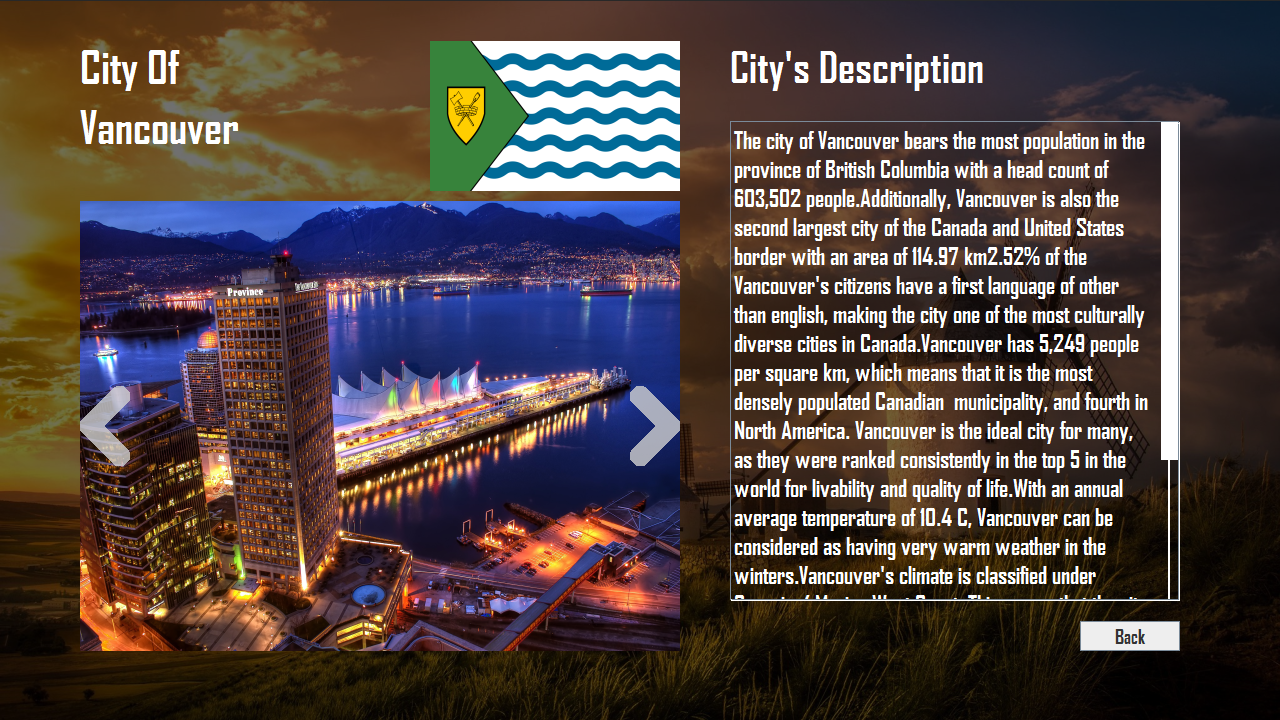 City Of
Vancouver
Province
City's Description
The city of Vancouver bears the most population in the
province of British Columbia with a head count of
603,502 people.Additionally, Vancouver is also the
second largest city of the Canada and United States
border with an area of 114.97 km2.52% of the
Vancouver's citizens have a first language of other
than english, making the city one of the most culturally
diverse cities in Canada.Vancouver has 5,249 people
per square km, which means that it is the most
densely populated Canadian  municipality, and fourth in
North America. Vancouver is the ideal city for many,
as they were ranked consistently in the top 5 in the
world for livability and quality of life.With an annual
average temperature of 10.4 C, Vancouver can be
considered as having very warm weather in the
winters.Vancouver's climate is classified under
Back